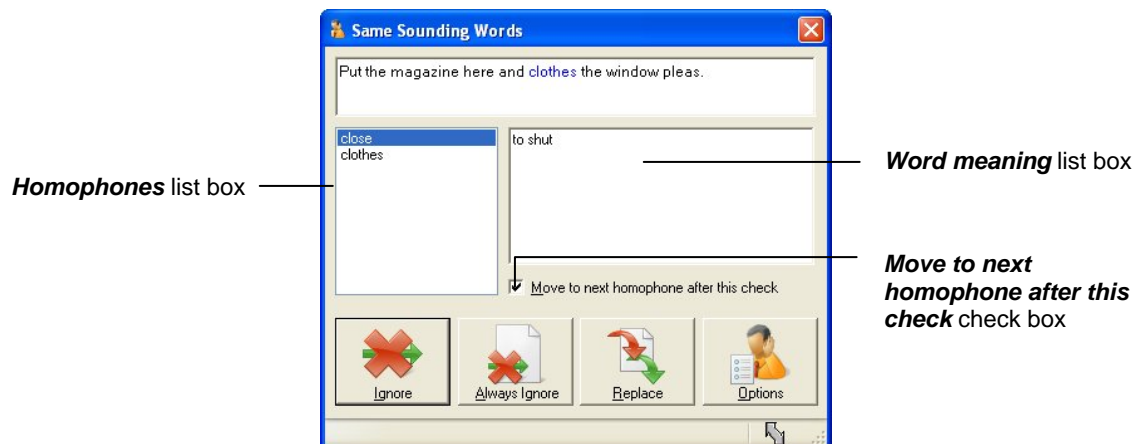 Same Sounding Words
Put the magazine here and clothes the window pleas.
close
clothes
to shut
Homophones list box
Word meaning list box
Move to next homophone after this check
Move to next
homophone after this
check check box
Ignore
Always Ignore
Replace
Options